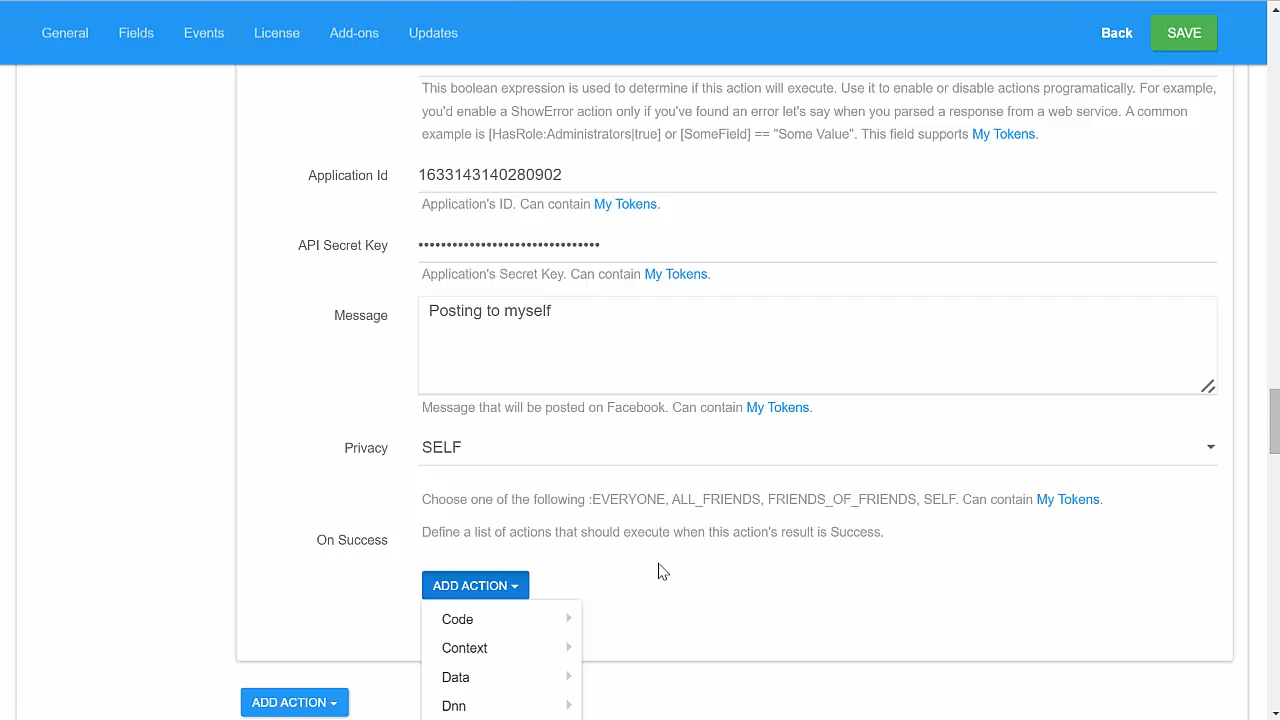 General Fields Events License Add-ons Updates Back SAVE
This boolean expression is used to determine if this action will execute. Use it to enable or disable actions programatically. For example,
you'd enable a ShowError action only if you've found an error let's say when you parsed a response from a web service. A common
example is [HasRole:Administrators|true] or [SomeField] == "Some Value". This field supports My Tokens.
Application Id 1633143140280902
Application's ID. Can contain My Tokens.
API Secret Key ••••••••••••••••••••••••••••••••
Application's Secret Key. Can contain My Tokens.
Message Posting to myself
Message that will be posted on Facebook. Can contain My Tokens.
Privacy SELF
Choose one of the following :EVERYONE, ALL_FRIENDS, FRIENDS_OF_FRIENDS, SELF. Can contain My Tokens.
On Success Define a list of actions that should execute when this action's result is Success.
ADD ACTION
Code
Context
Data
Dnn
ADD ACTION